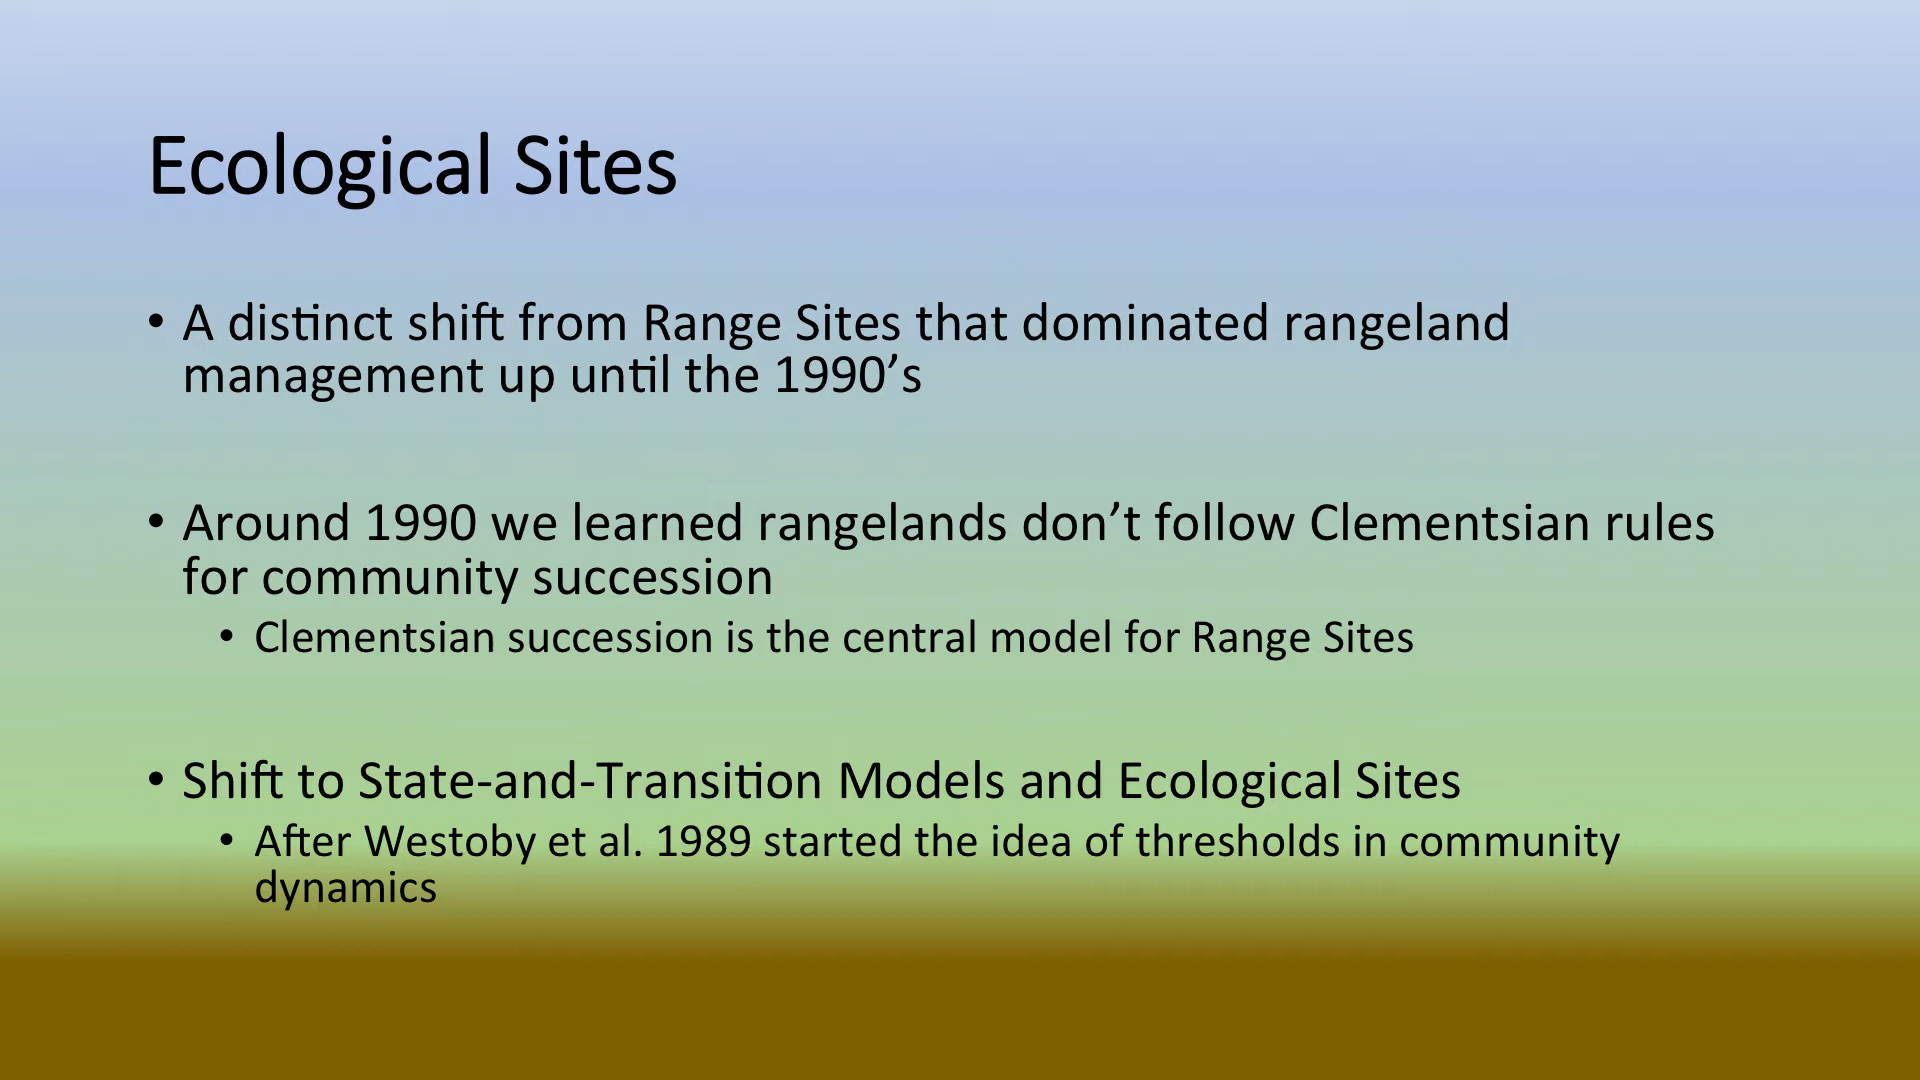 Ecological Sites
• A distinct shift from Range Sites that dominated rangeland
management up until the 1990’s
• Around 1990 we learned rangelands don’t follow Clementsian rules
for community succession
• Clementsian succession is the central model for Range Sites
• Shift to State-and-Transition Models and Ecological Sites
• After Westoby et al. 1989 started the idea of thresholds in community
dynamics